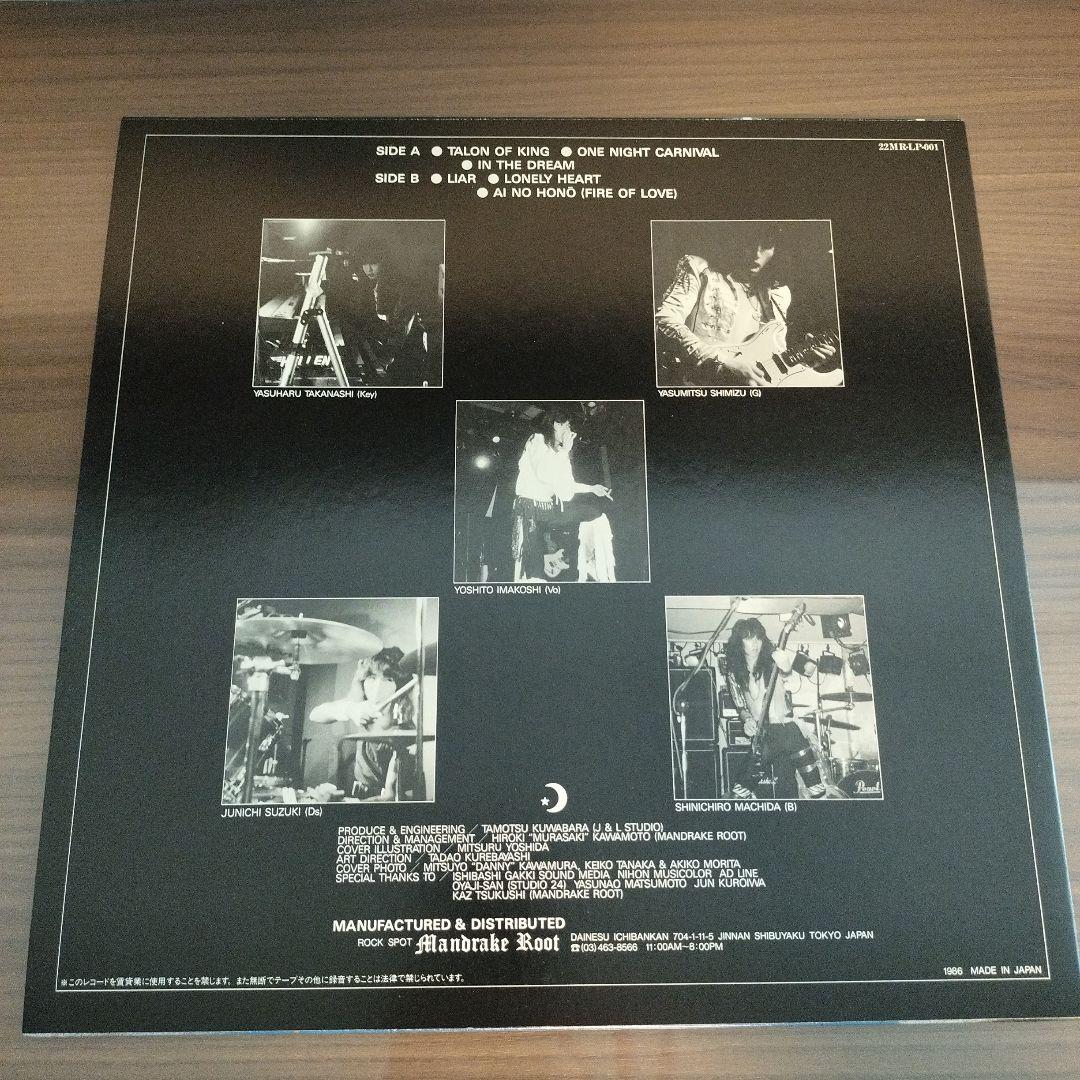 22MR-LP-001
SIDE A ● TALON OF KING ● ONE NIGHT CARNIVAL
● IN THE DREAM
SIDE B ● LIAR ● LONELY HEART
● AI NO HONŌ (FIRE OF LOVE)
YASUHARU TAKANASHI (Key)
YASUMITSU SHIMIZU (G)
YOSHITO IMAKOSHI (Vo)
JUNICHI SUZUKI (Ds)
Pearl
SHINICHIRO MACHIDA (B)
PRODUCE & ENGINEERING / TAMOTSU KUWABARA (J & L STUDIO)
DIRECTION & MANAGEMENT / HIROKI "MURASAKI" KAWAMOTO (MANDRAKE ROOT)
COVER ILLUSTRATION / MITSURU YOSHIDA
ART DIRECTION / TADAO KUREBAYASHI
COVER PHOTO / MITSUYO "DANNY" KAWAMURA, KEIKO TANAKA & AKIKO MORITA
SPECIAL THANKS TO / ISHIBASHI GAKKI SOUND MEDIA NIHON MUSICOLOR AD LINE
OYAJI-SAN (STUDIO 24) YASUNAO MATSUMOTO JUN KUROIWA
KAZ TSUKUSHI (MANDRAKE ROOT)
MANUFACTURED & DISTRIBUTED
ROCK SPOT Mandrake Root DAINESU ICHIBANKAN 704-1-11-5 JINNAN SHIBUYAKU TOKYO JAPAN
☎(03)463-8566 11:00AM~8:00PM
※このレコードを賃貸業に使用することを禁じます。また無断でテープその他に録音することは法律で禁じられています。
1986 MADE IN JAPAN